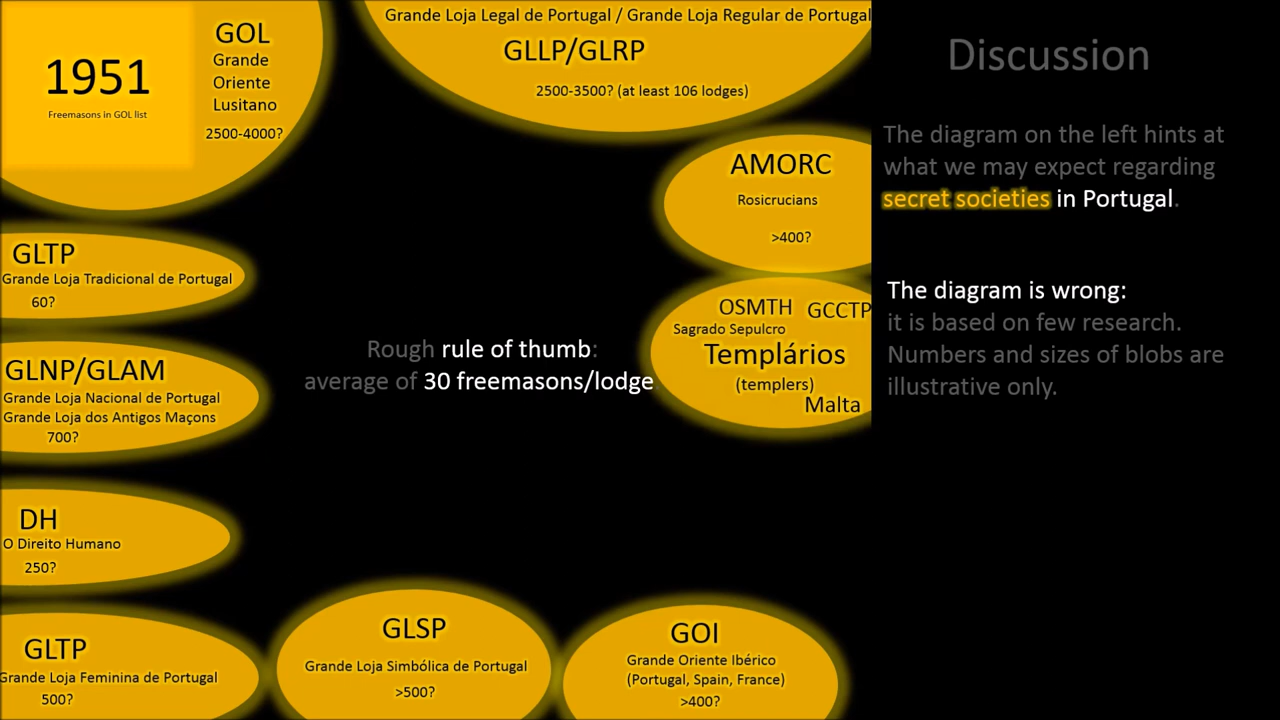 1951
Freemasons in GOL list
GOL
Grande
Oriente
Lusitano
2500-4000?
Grande Loja Legal de Portugal / Grande Loja Regular de Portugal
GLLP/GLRP
2500-3500? (at least 106 lodges)
AMORC
Rosicrucians
>400?
GLTP
Grande Loja Tradicional de Portugal
60?
OSMTH
GCCTP
Sagrado Sepulcro
Templários
(templers)
Malta
Rough rule of thumb:
average of 30 freemasons/lodge
GLNP/GLAM
Grande Loja Nacional de Portugal
Grande Loja dos Antigos Maçons
700?
DH
O Direito Humano
250?
GLTP
Grande Loja Feminina de Portugal
500?
GLSP
Grande Loja Simbólica de Portugal
>500?
GOI
Grande Oriente Ibérico
(Portugal, Spain, France)
>400?
Discussion
The diagram on the left hints at
what we may expect regarding
secret societies in Portugal.
The diagram is wrong:
it is based on few research.
Numbers and sizes of blobs are
illustrative only.